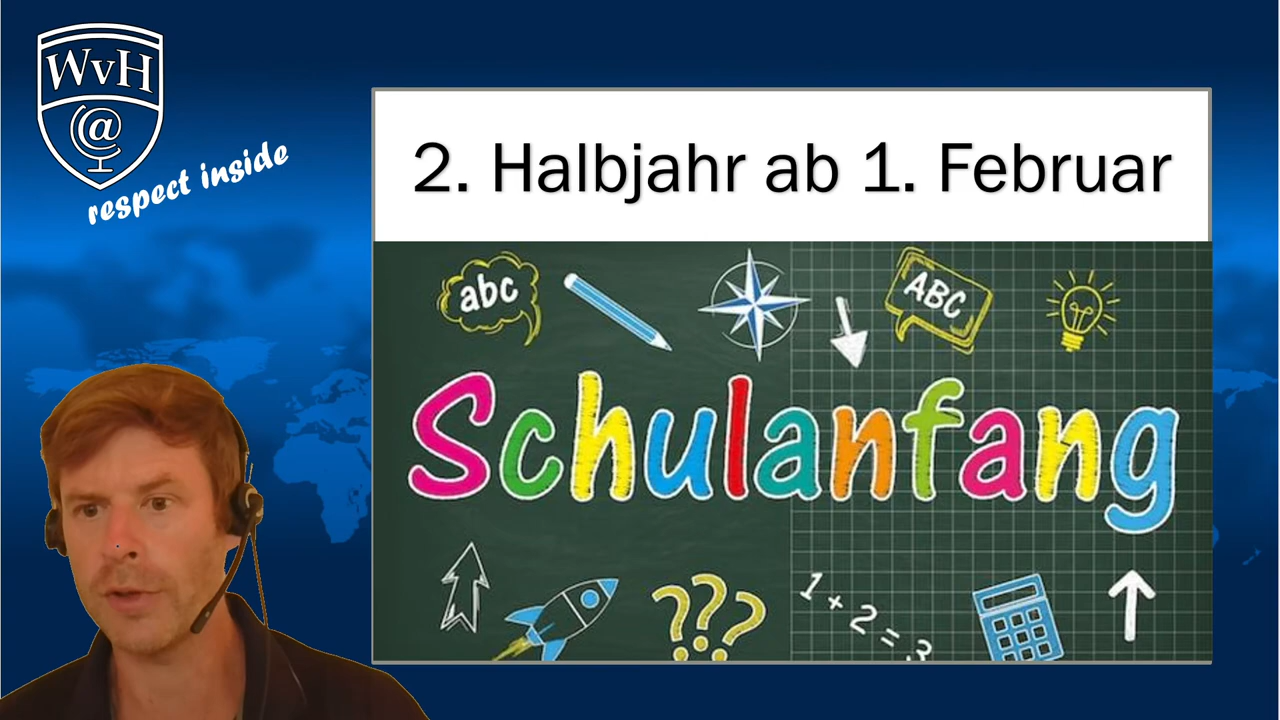 WvH
@
respect inside
2. Halbjahr ab 1. Februar
abc
ABC
Schulanfang
???
1 + 2 = 3